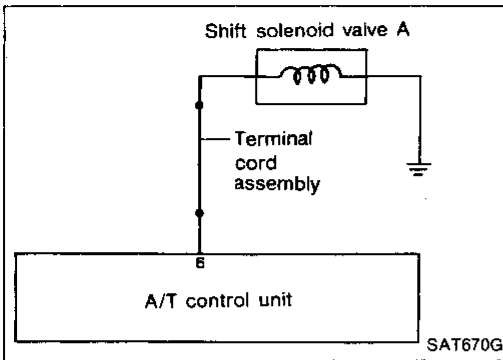 Shift solenoid valve A
Terminal
cord
assembly
6
A/T control unit
SAT670G